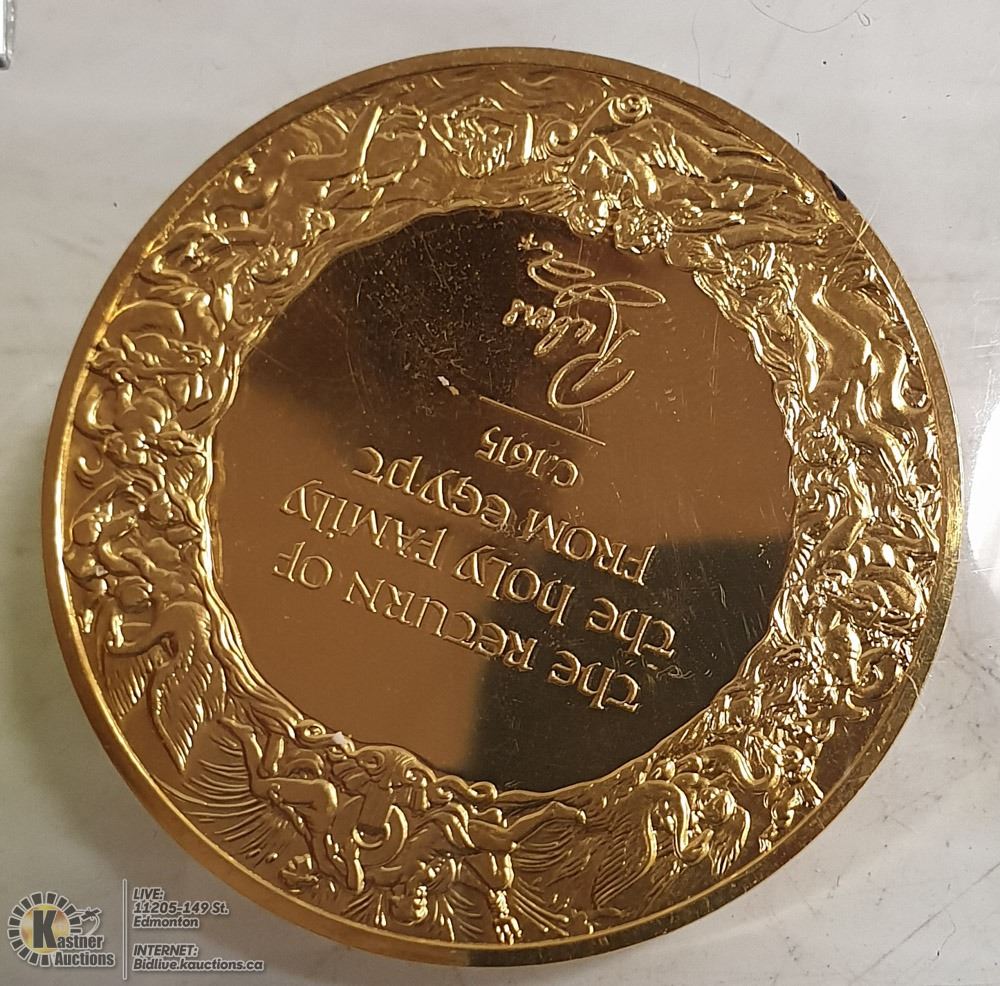 the RETURN OF
the holy FAMily
FROM EGYPT
C.1615
P P Rubens
Kastner
Auctions
LIVE:
11205-149 St.
Edmonton
INTERNET:
Bidlive.kauctions.ca